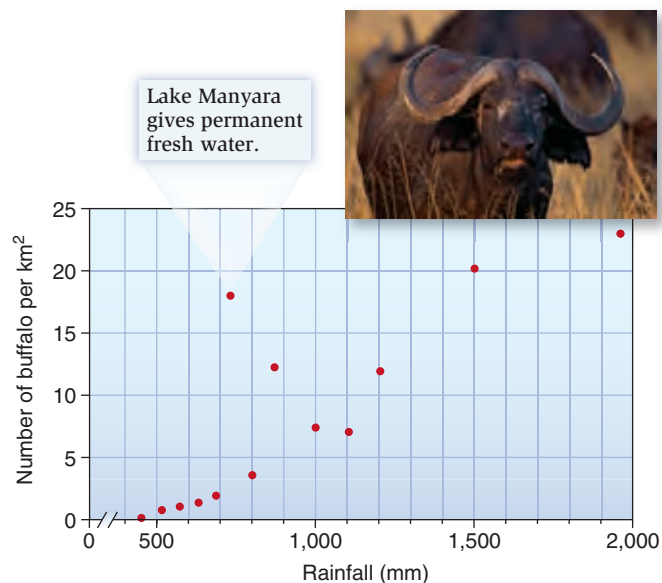 Lake Manyara
gives permanent
fresh water.
Number of buffalo per km²
25
20
15
10
5
0
0
500
1,000
1,500
2,000
Rainfall (mm)